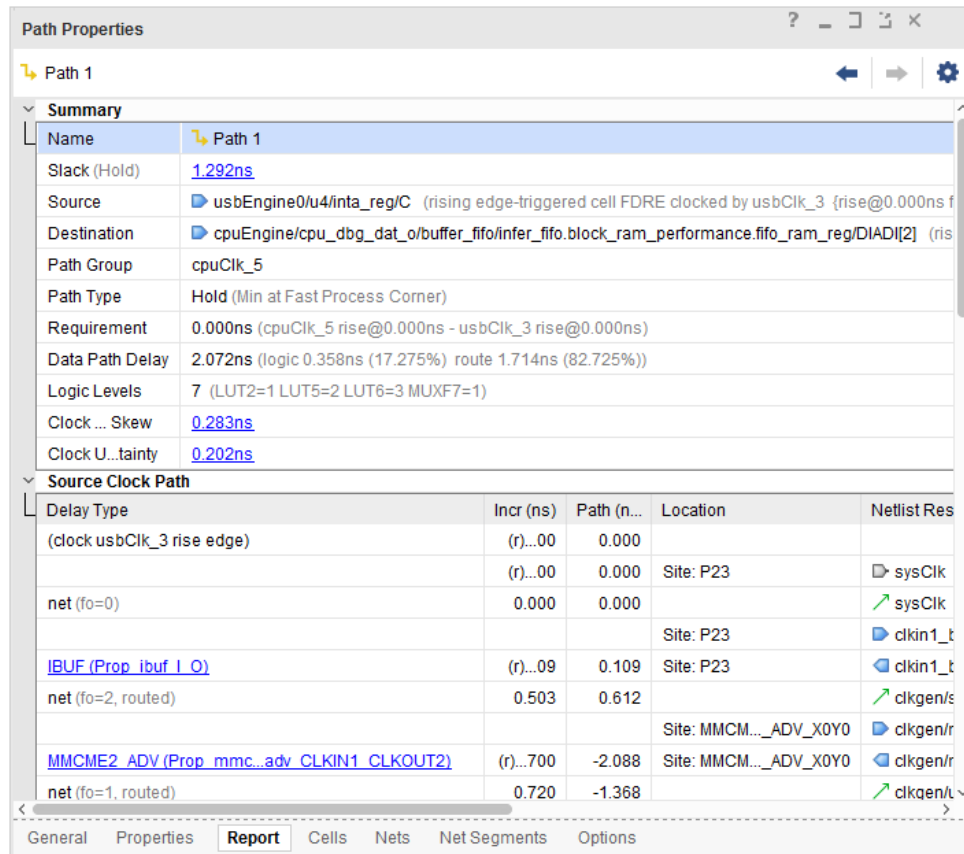 Path Properties ?
Path 1
Summary
Name Path 1
Slack (Hold) 1.292ns
Source usbEngine0/u4/inta_reg/C (rising edge-triggered cell FDRE clocked by usbClk_3 {rise@0.000ns f
Destination cpuEngine/cpu_dbg_dat_o/buffer_fifo/infer_fifo.block_ram_performance.fifo_ram_reg/DIADI[2] (ris
Path Group cpuClk_5
Path Type Hold (Min at Fast Process Corner)
Requirement 0.000ns (cpuClk_5 rise@0.000ns - usbClk_3 rise@0.000ns)
Data Path Delay 2.072ns (logic 0.358ns (17.275%) route 1.714ns (82.725%))
Logic Levels 7 (LUT2=1 LUT5=2 LUT6=3 MUXF7=1)
Clock ... Skew 0.283ns
Clock U...tainty 0.202ns
Source Clock Path
Delay Type Incr (ns) Path (n... Location Netlist Res
(clock usbClk_3 rise edge) (r)...00 0.000
(r)...00 0.000 Site: P23 sysClk
net (fo=0) 0.000 0.000 sysClk
Site: P23 clkin1_b
IBUF (Prop_ibuf_I_O) (r)...09 0.109 Site: P23 clkin1_b
net (fo=2, routed) 0.503 0.612 clkgen/s
Site: MMCM..._ADV_X0Y0 clkgen/r
MMCME2_ADV (Prop_mmc...adv_CLKIN1_CLKOUT2) (r)...700 -2.088 Site: MMCM..._ADV_X0Y0 clkgen/r
net (fo=1, routed) 0.720 -1.368 clkgen/u
General Properties Report Cells Nets Net Segments Options